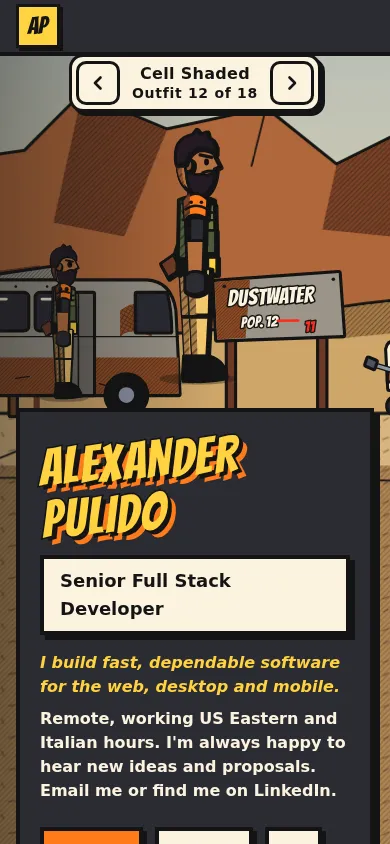 AP
Cell Shaded
Outfit 12 of 18
DUSTWATER
POP. 12 11
ALEXANDER
PULIDO
Senior Full Stack
Developer
I build fast, dependable software
for the web, desktop and mobile.
Remote, working US Eastern and
Italian hours. I'm always happy to
hear new ideas and proposals.
Email me or find me on LinkedIn.